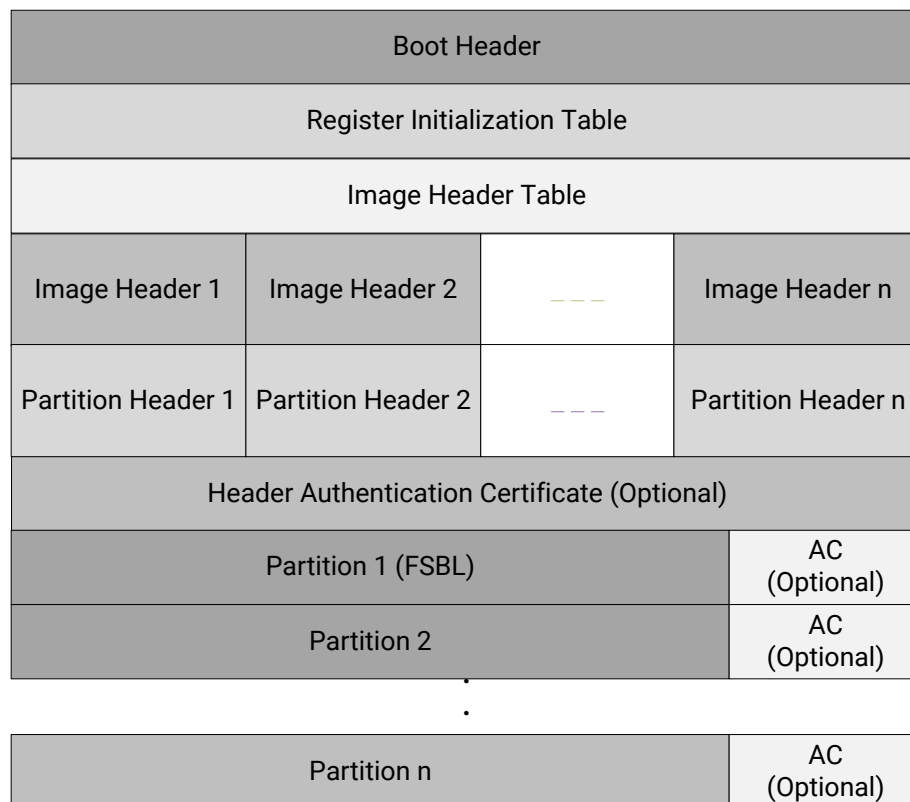 Boot Header
Register Initialization Table
Image Header Table
Image Header 1
Image Header 2
_ _ _
Image Header n
Partition Header 1
Partition Header 2
_ _ _
Partition Header n
Header Authentication Certificate (Optional)
Partition 1 (FSBL)
AC
(Optional)
Partition 2
AC
(Optional)
.
.
Partition n
AC
(Optional)